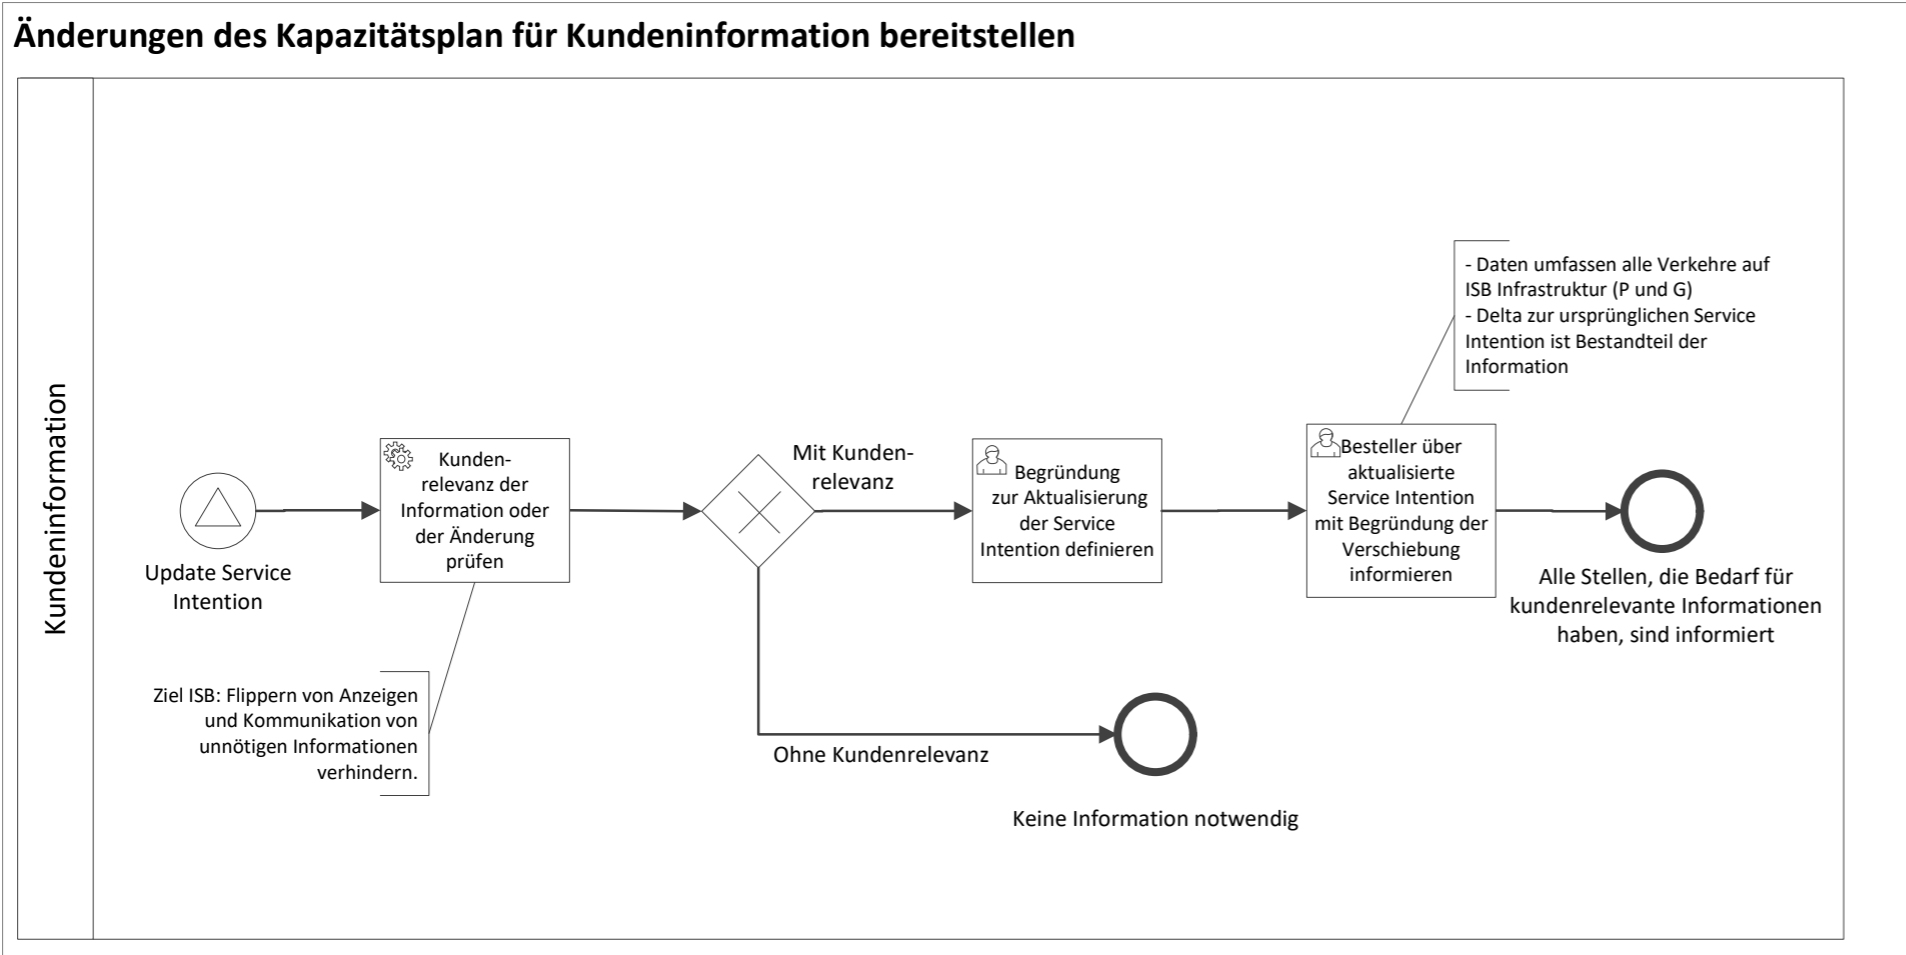 Änderungen des Kapazitätsplan für Kundeninformation bereitstellen
Kundeninformation
Update Service
Intention
Kunden-
relevanz der
Information oder
der Änderung
prüfen
Ziel ISB: Flippern von Anzeigen
und Kommunikation von
unnötigen Informationen
verhindern.
Mit Kunden-
relevanz
Ohne Kundenrelevanz
Keine Information notwendig
Begründung
zur Aktualisierung
der Service
Intention definieren
Besteller über
aktualisierte
Service Intention
mit Begründung der
Verschiebung
informieren
- Daten umfassen alle Verkehre auf
ISB Infrastruktur (P und G)
- Delta zur ursprünglichen Service
Intention ist Bestandteil der
Information
Alle Stellen, die Bedarf für
kundenrelevante Informationen
haben, sind informiert